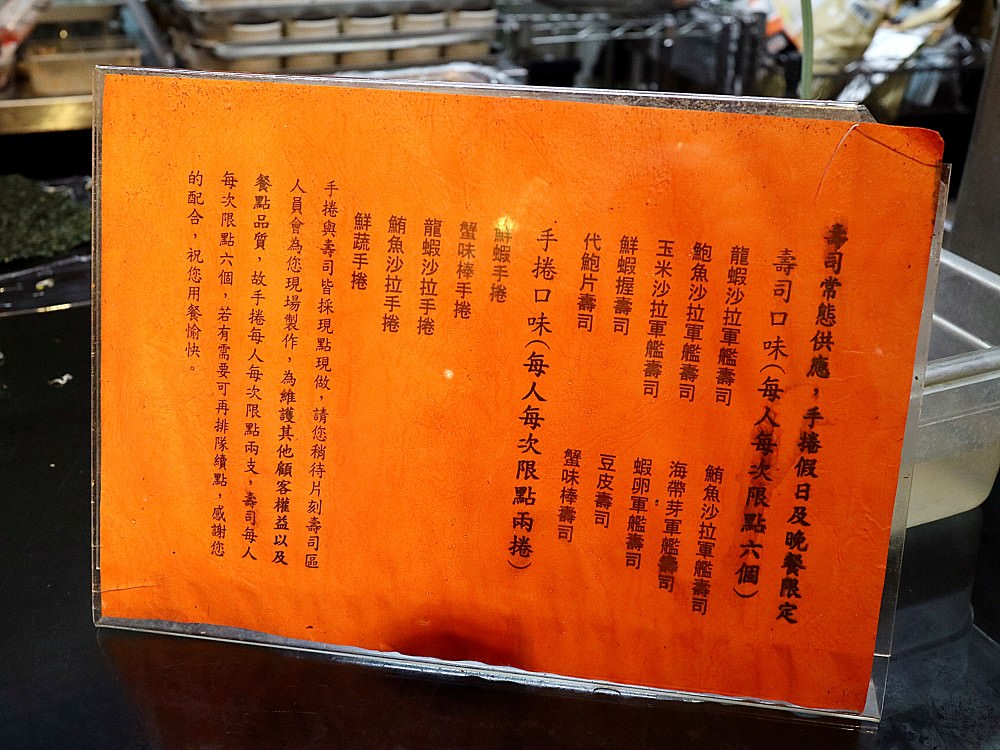 壽司常態供應，手捲假日及晚餐限定
壽司口味(每人每次限點六個)
龍蝦沙拉軍艦壽司
鮪魚沙拉軍艦壽司
鮑魚沙拉軍艦壽司
海帶芽軍艦壽司
玉米沙拉軍艦壽司
蝦卵軍艦壽司
鮮蝦握壽司
豆皮壽司
代鮑片壽司
蟹味棒壽司
手捲口味(每人每次限點兩捲)
鮮蝦手捲
蟹味棒手捲
龍蝦沙拉手捲
鮪魚沙拉手捲
鮮蔬手捲
手捲與壽司皆採現點現做，請您稍待片刻壽司區
人員會為您現場製作，為維護其他顧客權益以及
餐點品質，故手捲每人每次限點兩支，壽司每人
每次限點六個，若有需要可再排隊續點，感謝您
的配合，祝您用餐愉快。